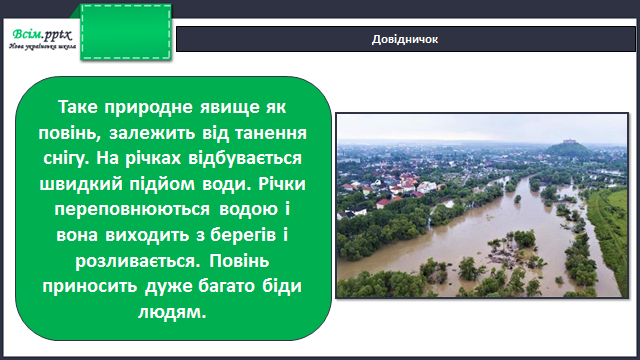 Всім.pptx
Нова українська школа
Довідничок
Таке природне явище як
повінь, залежить від танення
снігу. На річках відбувається
швидкий підйом води. Річки
переповнюються водою і
вона виходить з берегів і
розливається. Повінь
приносить дуже багато біди
людям.